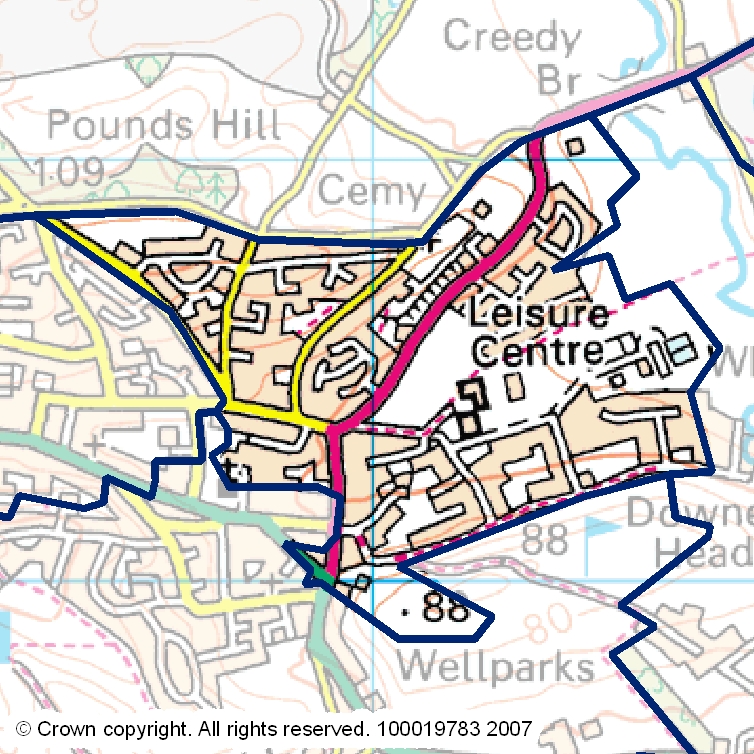 Creedy
Br
Pounds Hill
109
Cemy
Leisure
Centre
Downe
Head
88
88
80
Wellparks
© Crown copyright. All rights reserved. 100019783 2007